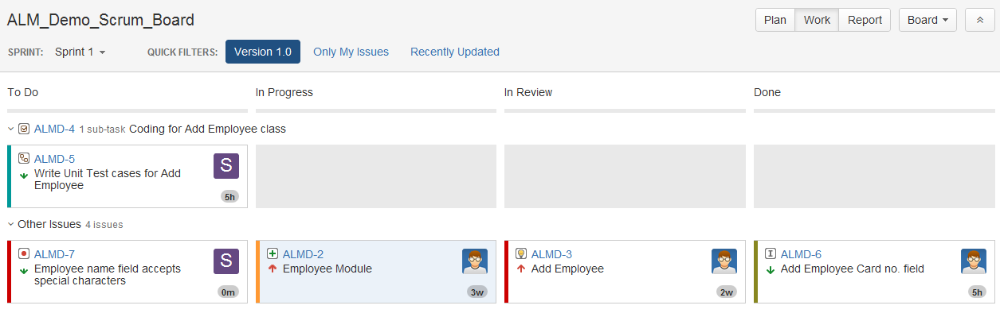 ALM_Demo_Scrum_Board
Plan Work Report Board
SPRINT: Sprint 1 QUICK FILTERS: Version 1.0 Only My Issues Recently Updated
To Do In Progress In Review Done
ALMD-4 1 sub-task Coding for Add Employee class
ALMD-5
S
Write Unit Test cases for Add
Employee
5h
Other Issues 4 issues
ALMD-7
S
Employee name field accepts
special characters
0m
ALMD-2
Employee Module
3w
ALMD-3
Add Employee
2w
I
ALMD-6
Add Employee Card no. field
5h